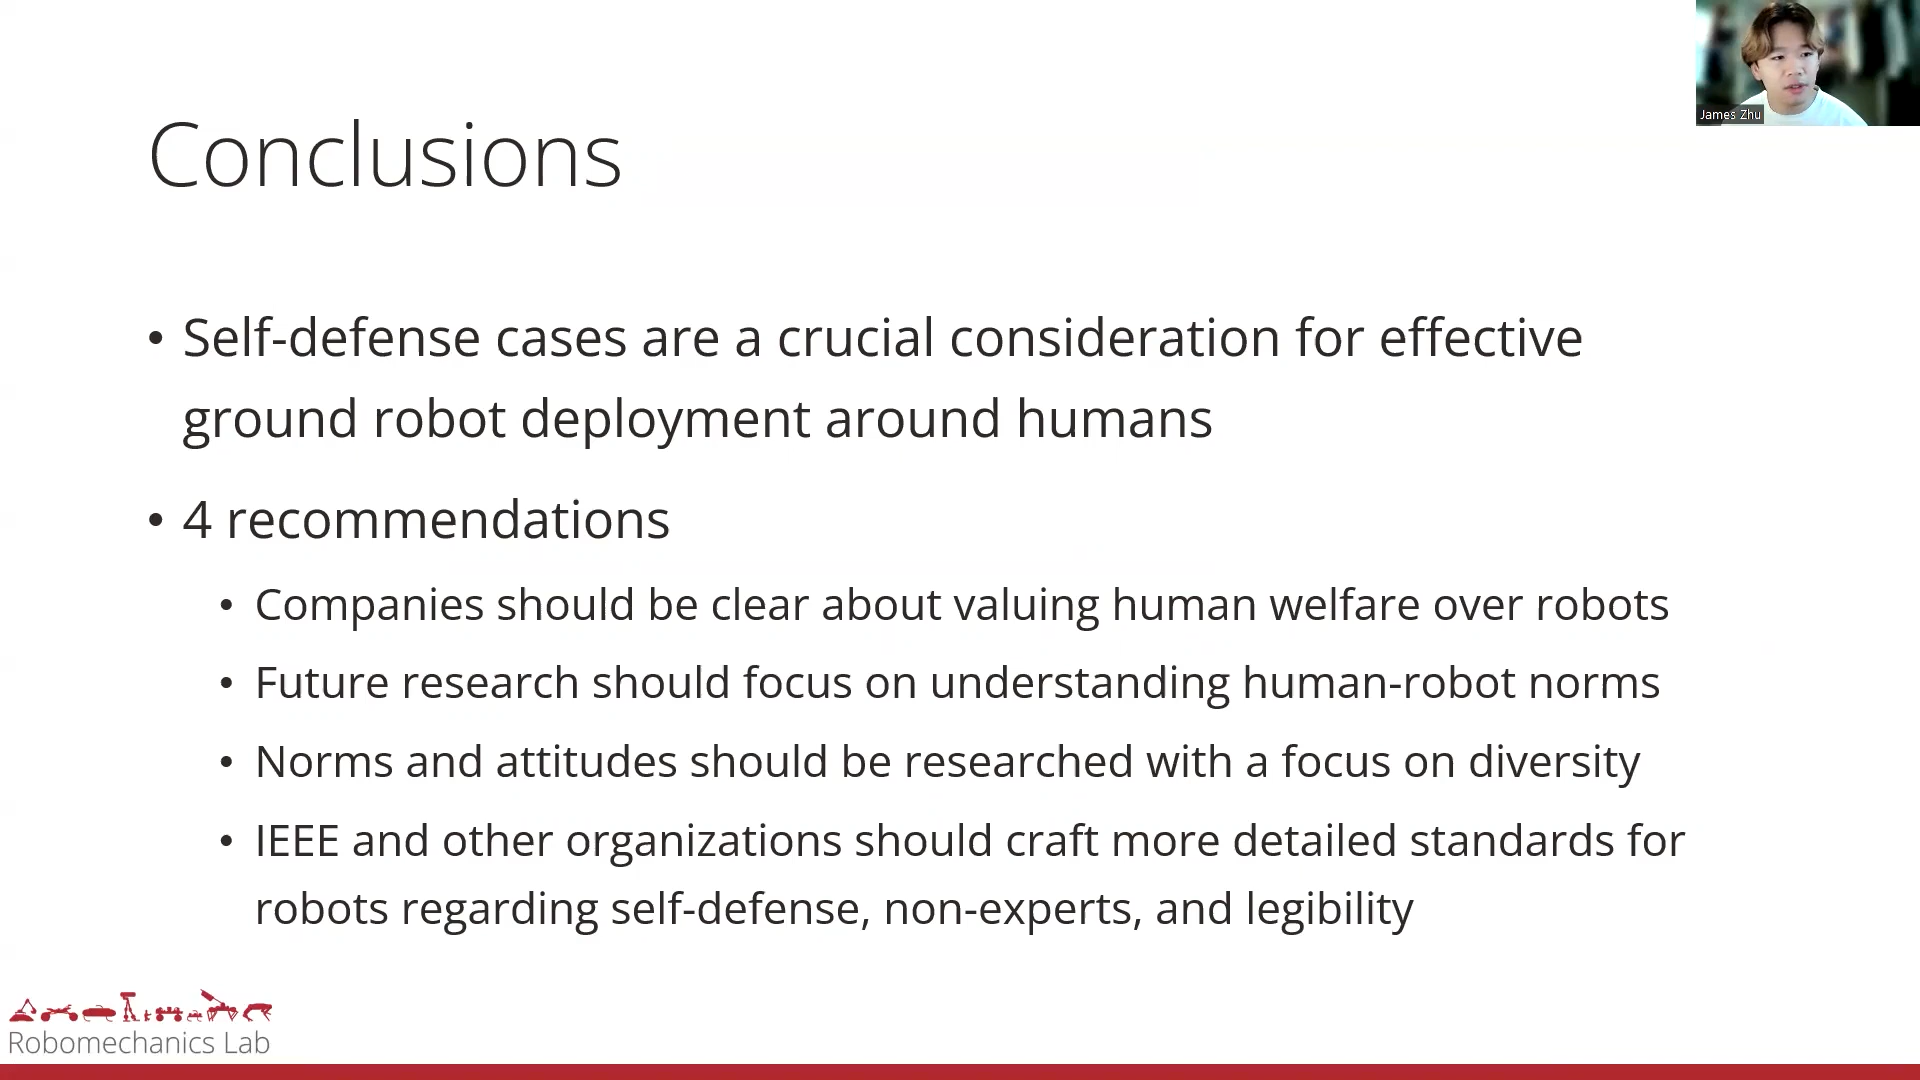 James Zhu
Conclusions
• Self-defense cases are a crucial consideration for effective
ground robot deployment around humans
• 4 recommendations
• Companies should be clear about valuing human welfare over robots
• Future research should focus on understanding human-robot norms
• Norms and attitudes should be researched with a focus on diversity
• IEEE and other organizations should craft more detailed standards for
robots regarding self-defense, non-experts, and legibility
Robomechanics Lab